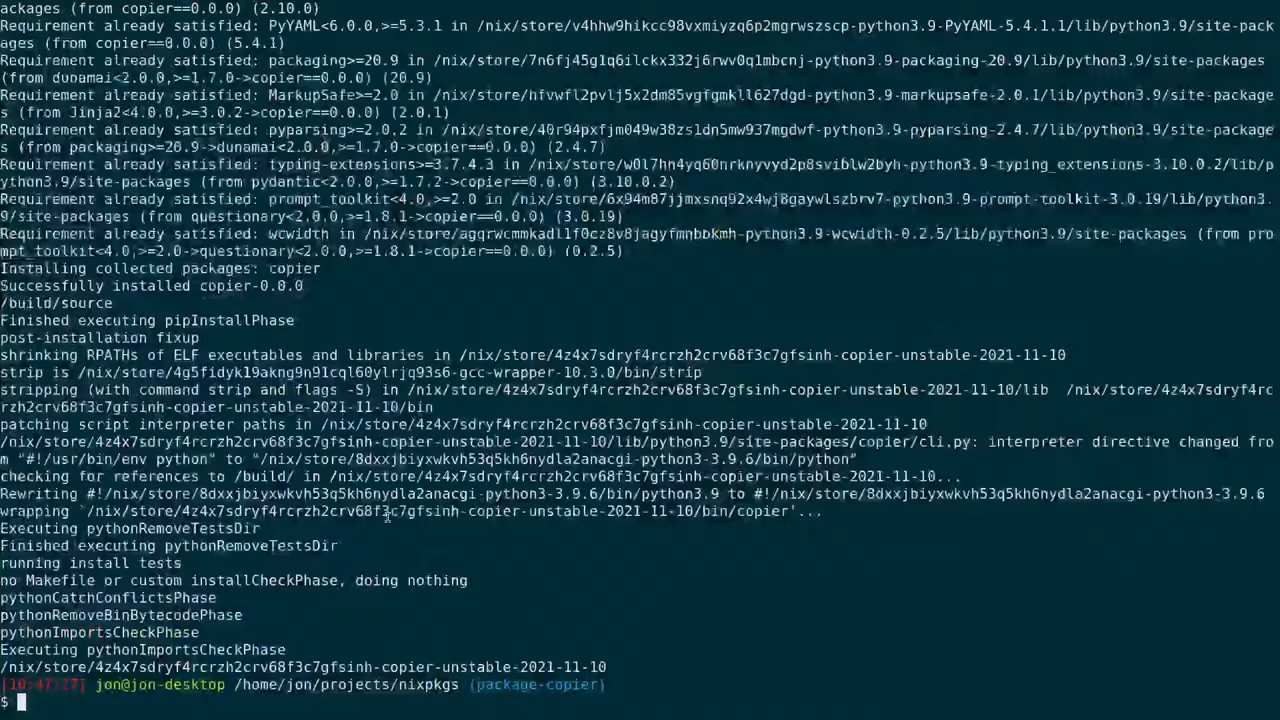 ackages (from copier==0.0.0) (2.10.0)
Requirement already satisfied: PyYAML<6.0.0,>=5.3.1 in /nix/store/v4hhw9hikcc98vxmiyzq6p2mgrwszscp-python3.9-PyYAML-5.4.1.1/lib/python3.9/site-pack
ages (from copier==0.0.0) (5.4.1)
Requirement already satisfied: packaging>=20.9 in /nix/store/7n6fj45g1q6ilckx332j6rwv0q1mbcnj-python3.9-packaging-20.9/lib/python3.9/site-packages
(from dunamai<2.0.0,>=1.7.0->copier==0.0.0) (20.9)
Requirement already satisfied: MarkupSafe>=2.0 in /nix/store/hfvwfl2pvlj5x2dm85vgfgmkll627dgd-python3.9-markupsafe-2.0.1/lib/python3.9/site-package
s (from Jinja2<4.0.0,>=3.0.2->copier==0.0.0) (2.0.1)
Requirement already satisfied: pyparsing>=2.0.2 in /nix/store/40r94pxfjm049w38zs1dn5mw937mgdwf-python3.9-pyparsing-2.4.7/lib/python3.9/site-package
s (from packaging>=20.9->dunamai<2.0.0,>=1.7.0->copier==0.0.0) (2.4.7)
Requirement already satisfied: typing-extensions>=3.7.4.3 in /nix/store/w0l7hn4yq60nrknyvyd2p8sviblw2byh-python3.9-typing_extensions-3.10.0.2/lib/p
ython3.9/site-packages (from pydantic<2.0.0,>=1.7.2->copier==0.0.0) (3.10.0.2)
Requirement already satisfied: prompt_toolkit<4.0,>=2.0 in /nix/store/6x94m87jjmxsnq92x4wj8gaywlszbrv7-python3.9-prompt-toolkit-3.0.19/lib/python3.
9/site-packages (from questionary<2.0.0,>=1.8.1->copier==0.0.0) (3.0.19)
Requirement already satisfied: wcwidth in /nix/store/aggrwcmmkadl1f0cz8v8jagyfmnbbkmh-python3.9-wcwidth-0.2.5/lib/python3.9/site-packages (from pro
mpt_toolkit<4.0,>=2.0->questionary<2.0.0,>=1.8.1->copier==0.0.0) (0.2.5)
Installing collected packages: copier
Successfully installed copier-0.0.0
/build/source
Finished executing pipInstallPhase
post-installation fixup
shrinking RPATHs of ELF executables and libraries in /nix/store/4z4x7sdryf4rcrzh2crv68f3c7gfsinh-copier-unstable-2021-11-10
strip is /nix/store/4g5fidyk19akng9n91cql60ylrjq93s6-gcc-wrapper-10.3.0/bin/strip
stripping (with command strip and flags -S) in /nix/store/4z4x7sdryf4rcrzh2crv68f3c7gfsinh-copier-unstable-2021-11-10/lib  /nix/store/4z4x7sdryf4rc
rzh2crv68f3c7gfsinh-copier-unstable-2021-11-10/bin
patching script interpreter paths in /nix/store/4z4x7sdryf4rcrzh2crv68f3c7gfsinh-copier-unstable-2021-11-10
/nix/store/4z4x7sdryf4rcrzh2crv68f3c7gfsinh-copier-unstable-2021-11-10/lib/python3.9/site-packages/copier/cli.py: interpreter directive changed fro
m "#!/usr/bin/env python" to "/nix/store/8dxxjbiyxwkvh53q5kh6nydla2anacgi-python3-3.9.6/bin/python"
checking for references to /build/ in /nix/store/4z4x7sdryf4rcrzh2crv68f3c7gfsinh-copier-unstable-2021-11-10...
Rewriting #!/nix/store/8dxxjbiyxwkvh53q5kh6nydla2anacgi-python3-3.9.6/bin/python3.9 to #!/nix/store/8dxxjbiyxwkvh53q5kh6nydla2anacgi-python3-3.9.6
wrapping `/nix/store/4z4x7sdryf4rcrzh2crv68f3c7gfsinh-copier-unstable-2021-11-10/bin/copier'...
Executing pythonRemoveTestsDir
Finished executing pythonRemoveTestsDir
running install tests
no Makefile or custom installCheckPhase, doing nothing
pythonCatchConflictsPhase
pythonRemoveBinBytecodePhase
pythonImportsCheckPhase
Executing pythonImportsCheckPhase
/nix/store/4z4x7sdryf4rcrzh2crv68f3c7gfsinh-copier-unstable-2021-11-10
[10:47:27] jon@jon-desktop /home/jon/projects/nixpkgs (package-copier)
$